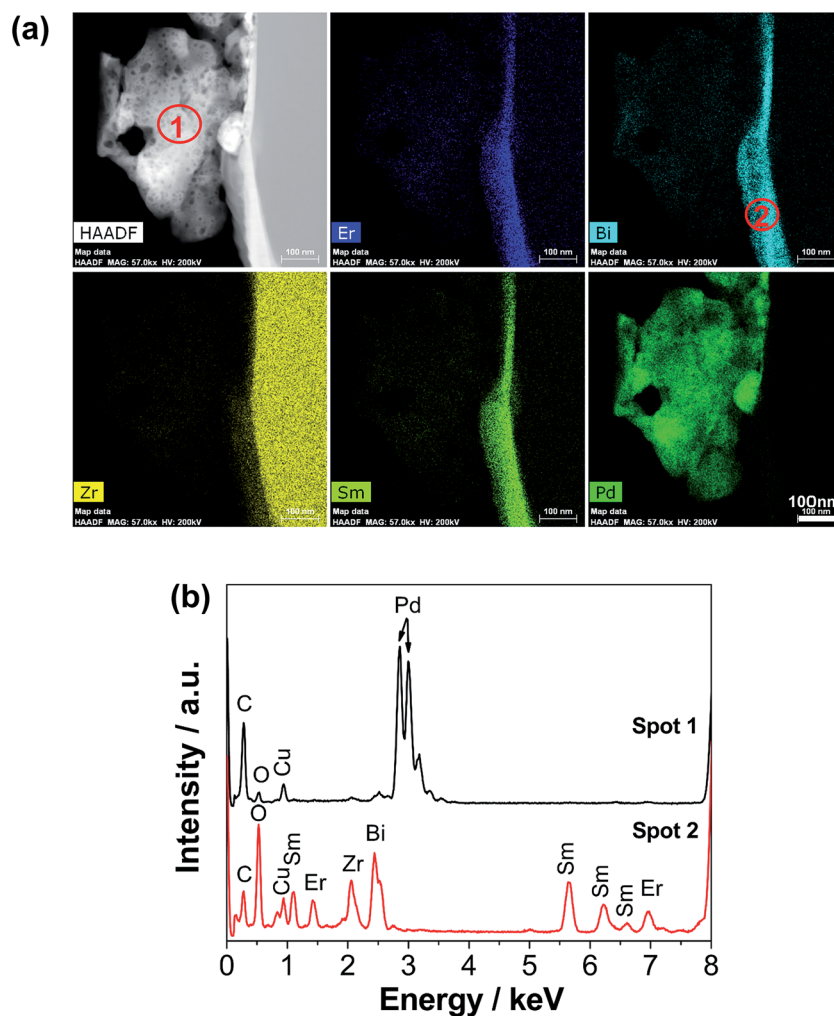 (a)
1
HAADF
100 nm
Map data
HAADF MAG: 57.0kx HV: 200kV
Er
100 nm
Map data
HAADF MAG: 57.0kx HV: 200kV
2
Bi
100 nm
Map data
HAADF MAG: 57.0kx HV: 200kV
Zr
100 nm
Map data
HAADF MAG: 57.0kx HV: 200kV
Sm
100 nm
Map data
HAADF MAG: 57.0kx HV: 200kV
Pd
100nm
100 nm
Map data
HAADF MAG: 57.0kx HV: 200kV
(b)
Pd
C
O
Cu
Spot 1
C
O
Cu
Sm
Er
Zr
Bi
Spot 2
Sm
Sm
Sm
Er
Intensity / a.u.
0 1 2 3 4 5 6 7 8
Energy / keV